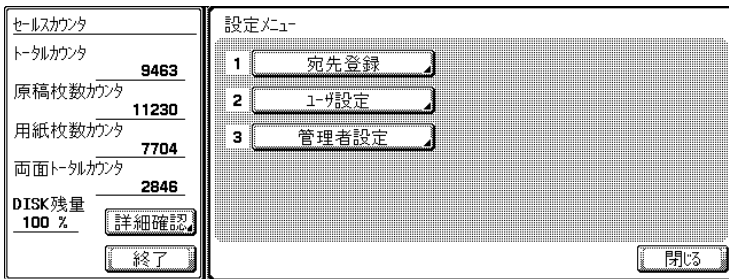 セールスカウンタ
トータルカウンタ
9463
原稿枚数カウンタ
11230
用紙枚数カウンタ
7704
両面トータルカウンタ
2846
DISK残量
100 %
詳細確認
終了
設定メニュー
1 宛先登録
2 ユーザ設定
3 管理者設定
閉じる